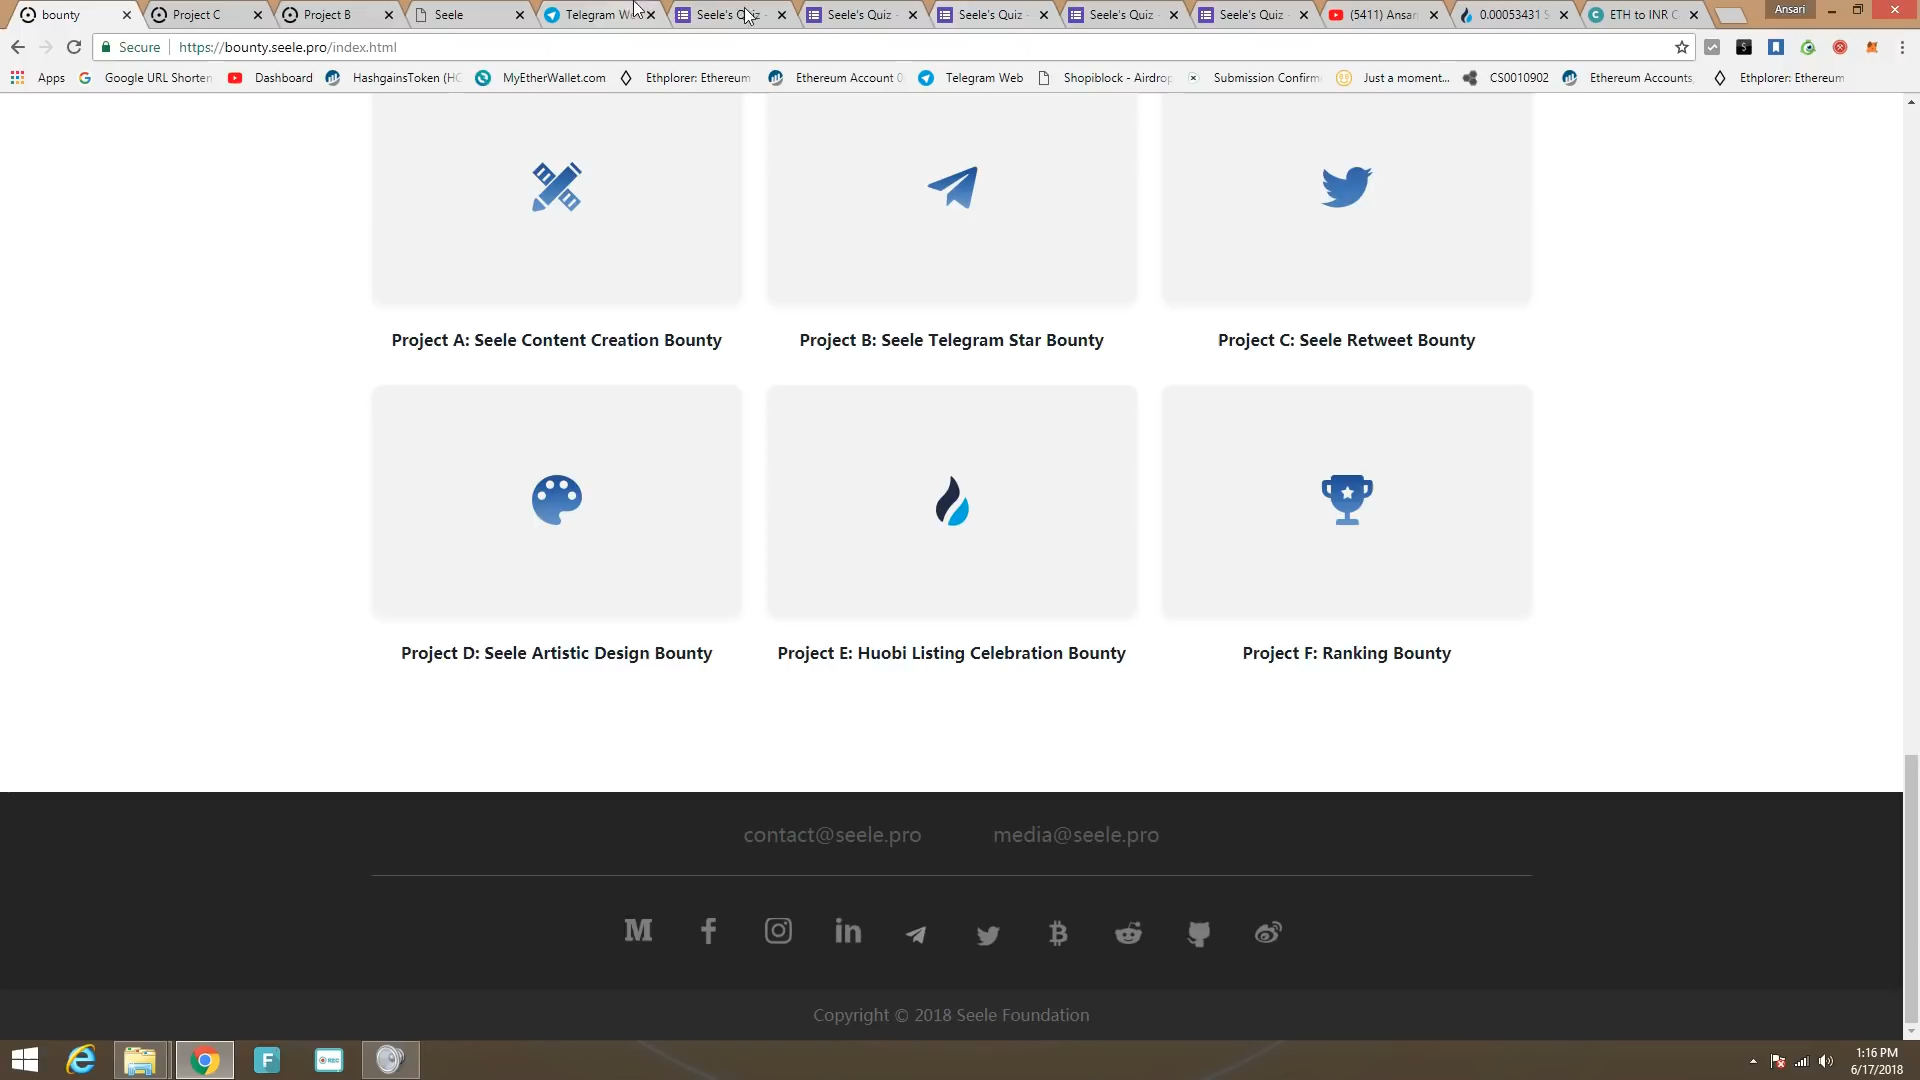 bounty
Project C
Project B
Seele
Telegram W
Seele's Quiz -
Seele's Quiz -
Seele's Quiz -
Seele's Quiz -
Seele's Quiz -
(5411) Ansar
0.00053431 S
ETH to INR C
Ansari
Secure
https://bounty.seele.pro/index.html
Apps
Google URL Shorten
Dashboard
HashgainsToken (HG
MyEtherWallet.com
Ethplorer: Ethereum
Ethereum Account 0
Telegram Web
Shopiblock - Airdrop
Submission Confirm
Just a moment...
CS0010902
Ethereum Accounts,
Ethplorer: Ethereum
Project A: Seele Content Creation Bounty
Project B: Seele Telegram Star Bounty
Project C: Seele Retweet Bounty
Project D: Seele Artistic Design Bounty
Project E: Huobi Listing Celebration Bounty
Project F: Ranking Bounty
contact@seele.pro
media@seele.pro
Copyright © 2018 Seele Foundation
1:16 PM
6/17/2018